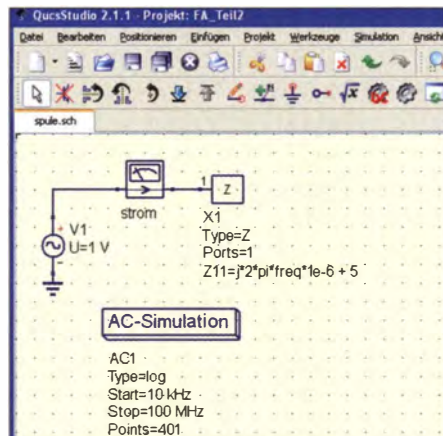 QucsStudio 2.1.1 - Projekt: FA_Teil2
Datei Bearbeiten Positionieren Einfügen Projekt Werkzeuge Simulation Ansicht
spule.sch
1
Z
strom
X1
Type=Z
Ports=1
Z11=j*2*pi*freq*1e-6 + 5
V1
U=1 V
AC-Simulation
AC1
Type=log
Start=10 kHz
Stop=100 MHz
Points=401